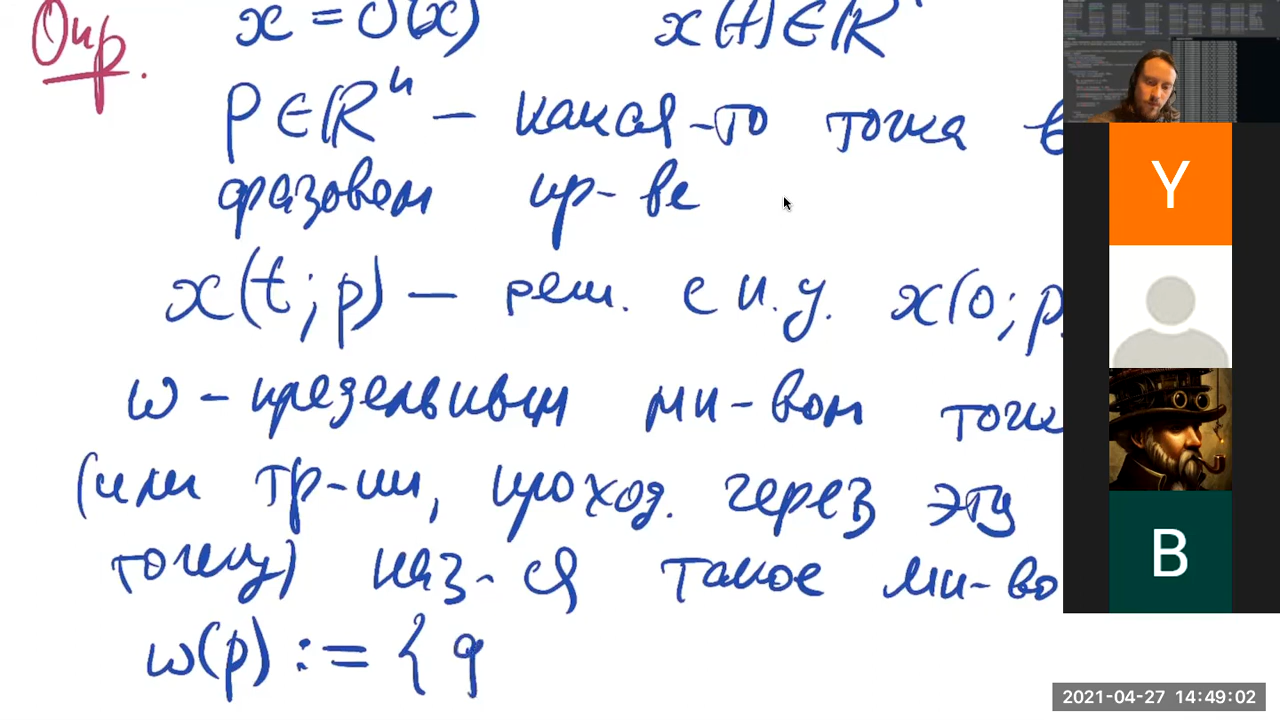 Опр.
x = J(x) x(t) ∈ ℝ
p ∈ ℝⁿ — какая-то точка в
фазовом пр-ве
x(t; p) — реш. с н.у. x(0; p
ω-предельным мн-вом точк
(или тр-ии, проход. через эту
точку) наз-ся такое мн-во
ω(p) := { q
Y
B
2021-04-27 14:49:02